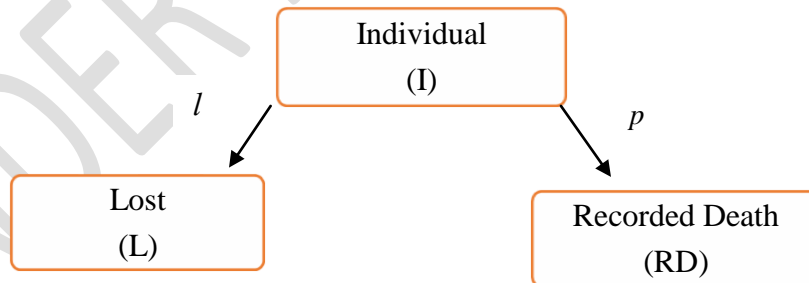 Individual
(I)
l
p
Lost
(L)
Recorded Death
(RD)